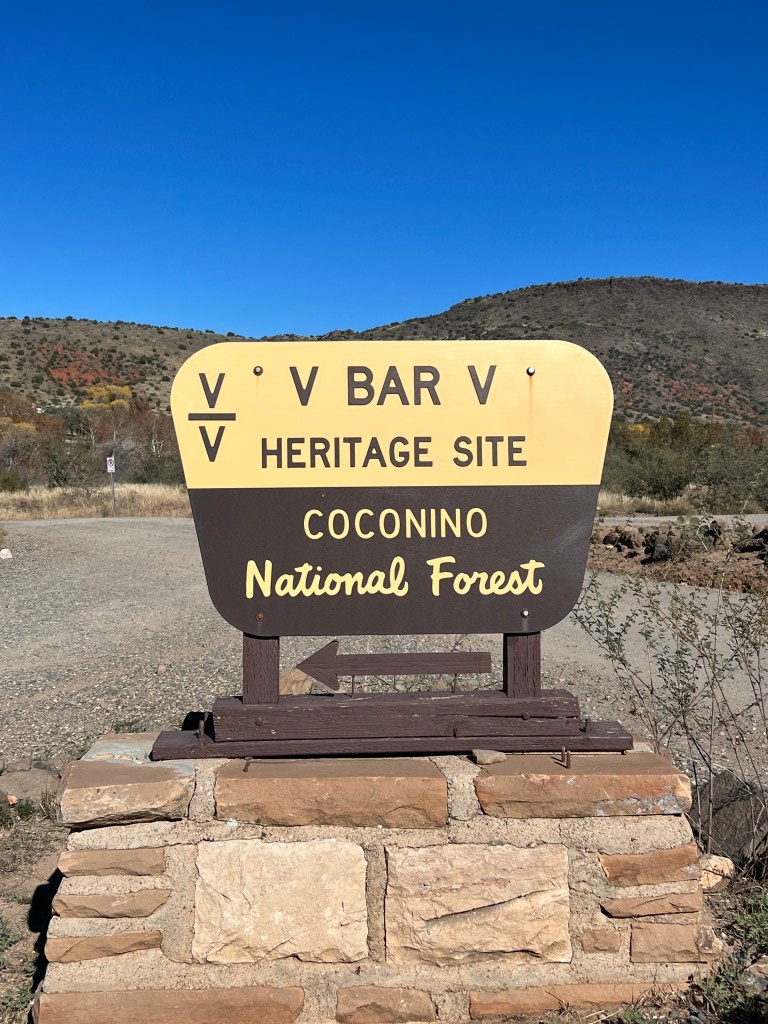 V
V
V BAR V
HERITAGE SITE
COCONINO
National Forest